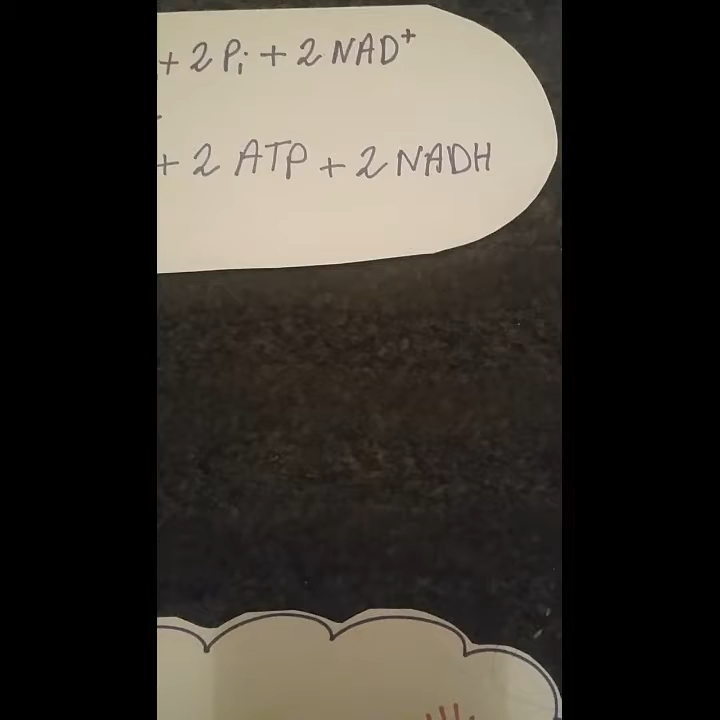 + 2 Pi + 2 NAD⁺
+ 2 ATP + 2 NADH